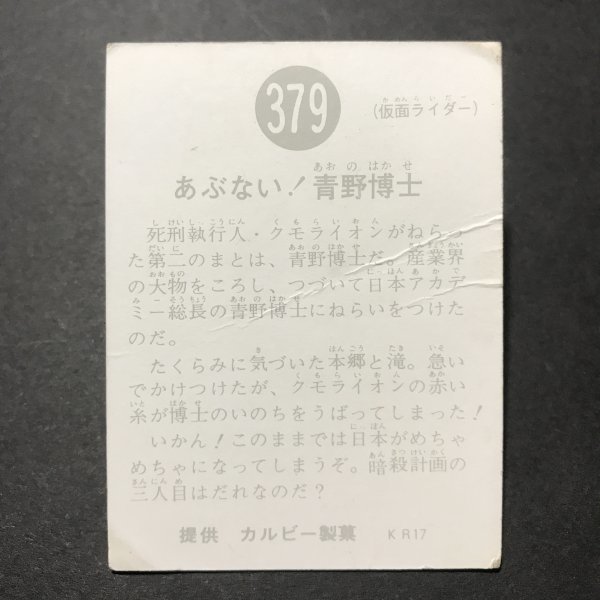 379
(仮面ライダー)
あぶない！青野博士
死刑執行人・クモライオンがねらっ
た第二のまとは、青野博士だ。産業界
の大物をころし、つづいて日本アカデ
ミー総長の青野博士にねらいをつけた
のだ。
たくらみに気づいた本郷と滝。急い
でかけつけたが、クモライオンの赤い
糸が博士のいのちをうばってしまった！
いかん！このままでは日本がめちゃ
めちゃになってしまうぞ。暗殺計画の
三人目はだれなのだ？
提供 カルビー製菓 KR17